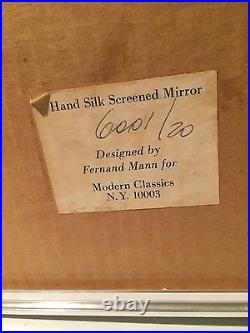 Hand Silk Screened Mirror
6001/20
Designed by
Fernand Mann for
Modern Classics
N.Y. 10003